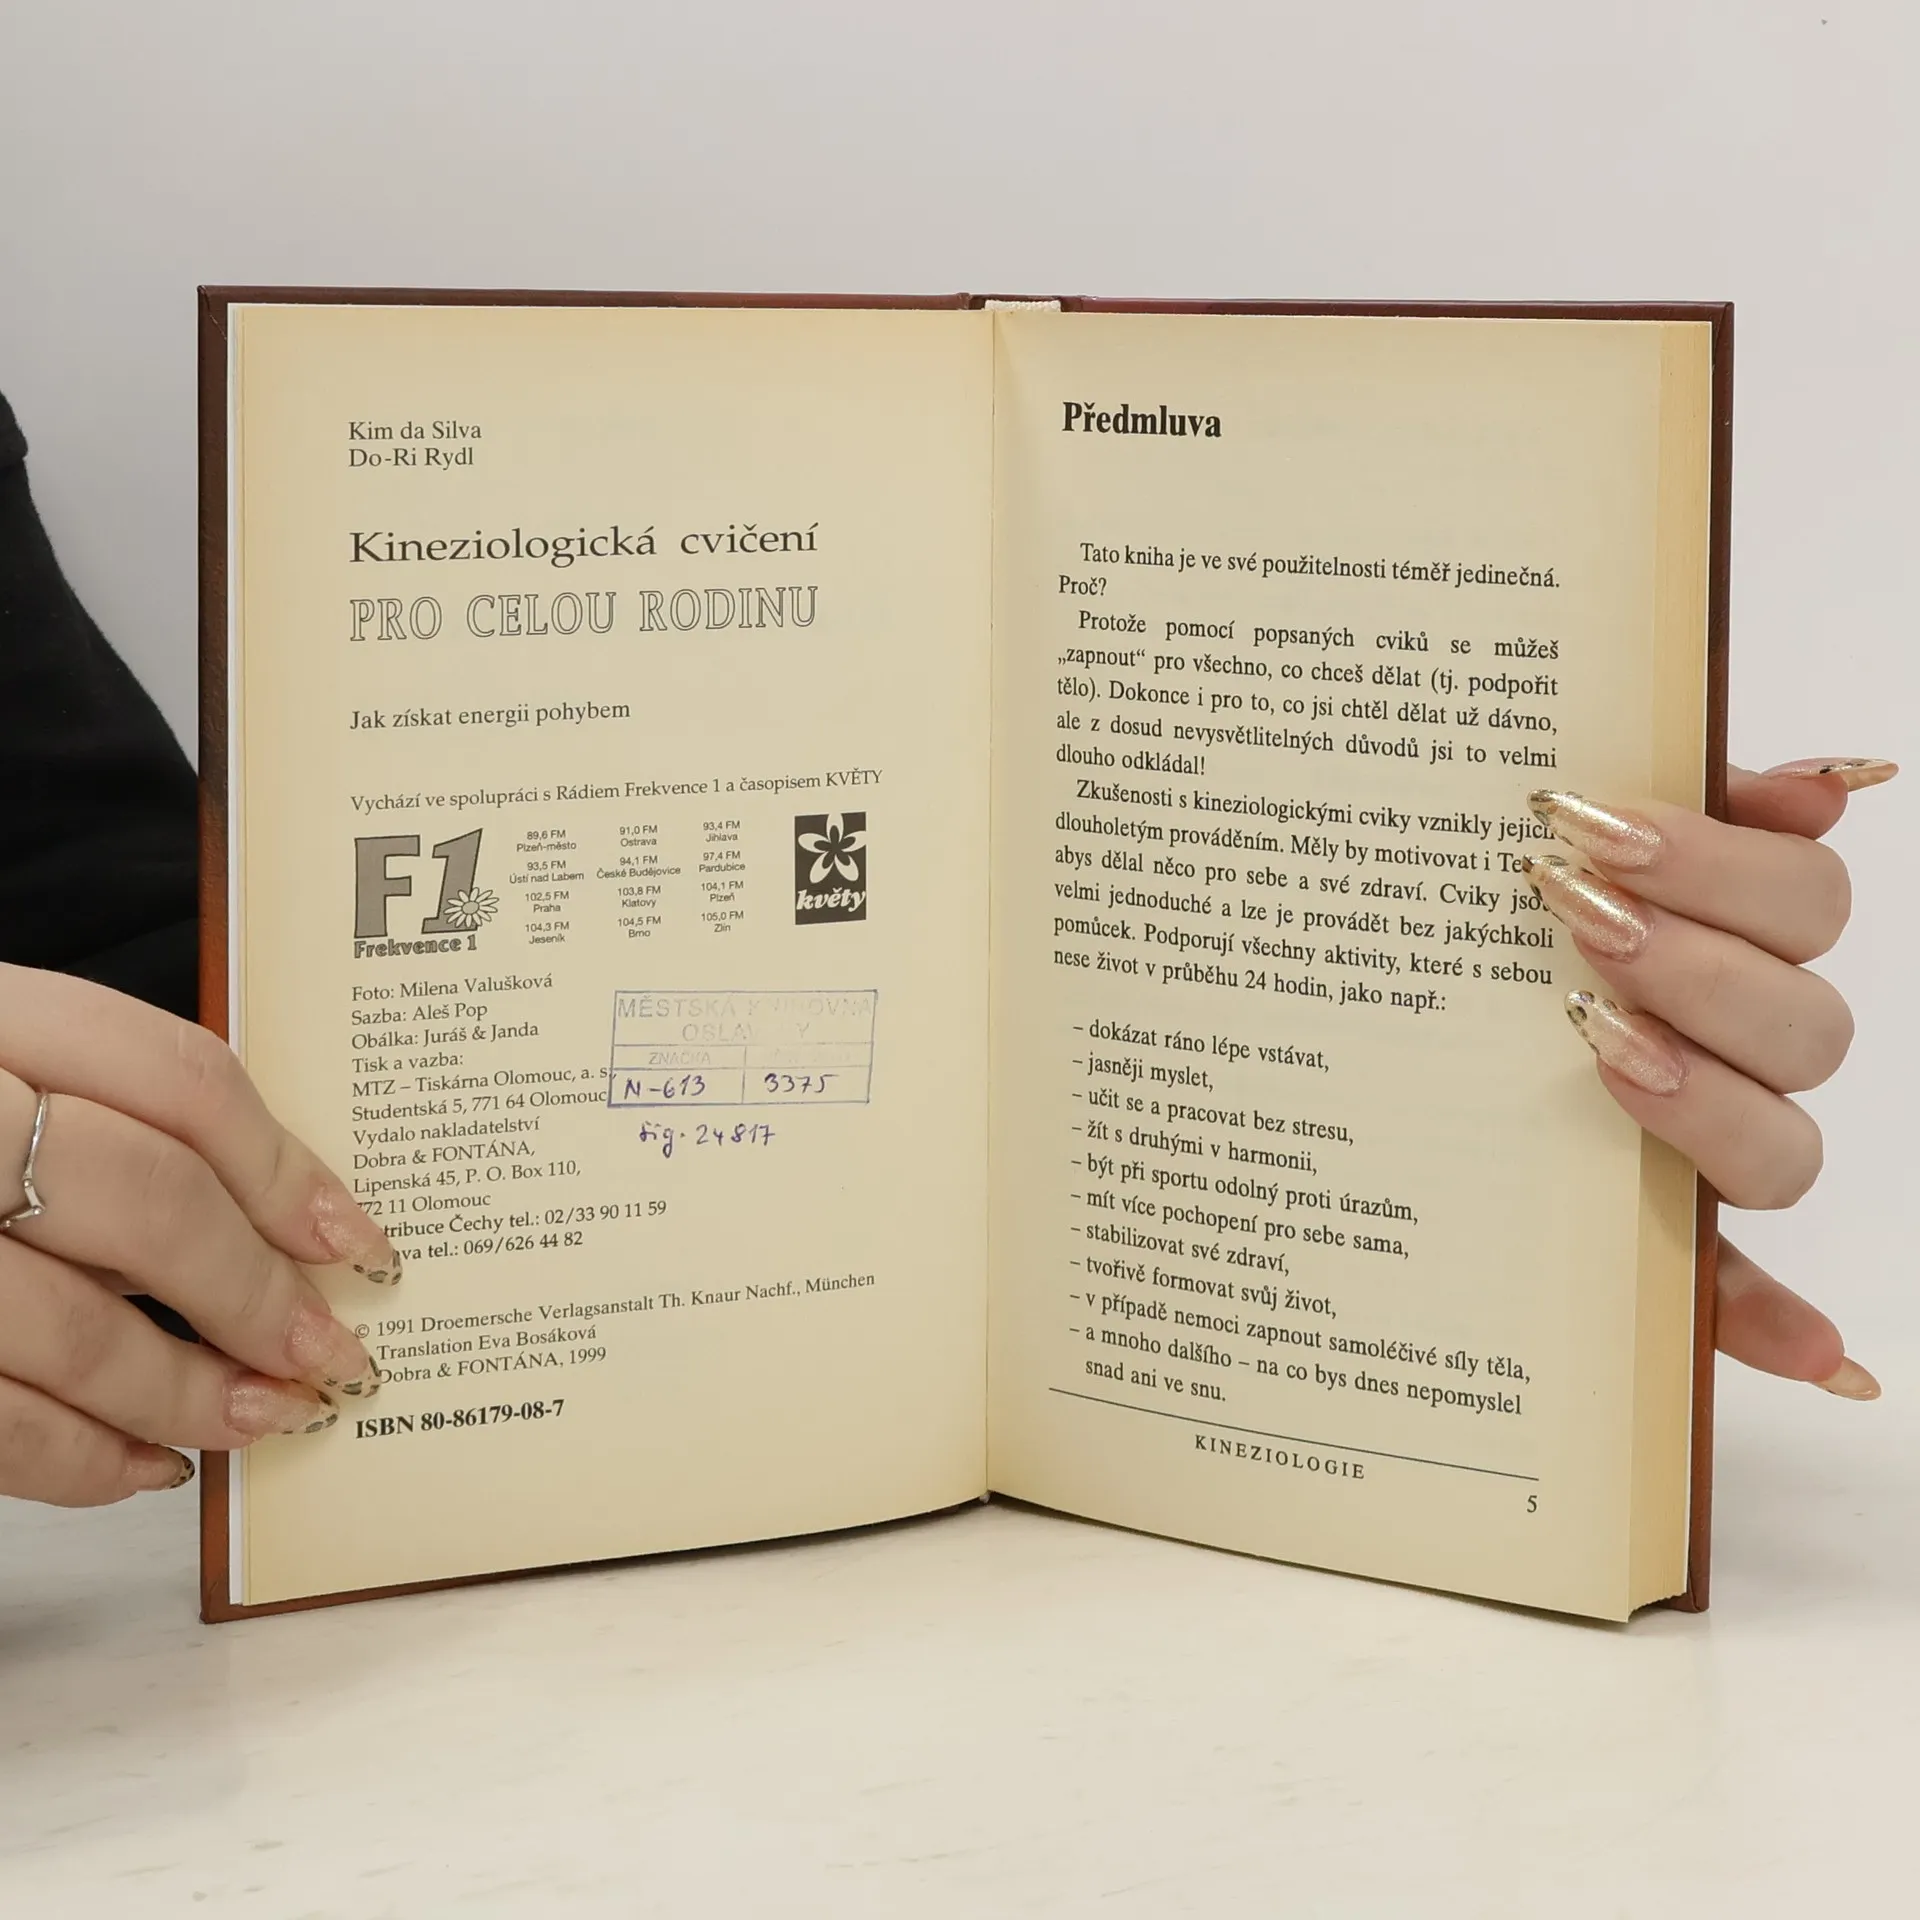 Kim da Silva
Do-Ri Rydl
Kineziologická cvičení
PRO CELOU RODINU
Jak získat energii pohybem
Vychází ve spolupráci s Rádiem Frekvence 1 a časopisem KVĚTY
F1
Frekvence 1
89,6 FM
Plzeň-město
93,5 FM
Ústí nad Labem
102,5 FM
Praha
104,3 FM
Jeseník
91,0 FM
Ostrava
94,1 FM
České Budějovice
103,8 FM
Klatovy
104,5 FM
Brno
93,4 FM
Jihlava
97,4 FM
Pardubice
104,1 FM
Plzeň
105,0 FM
Zlín
květy
Foto: Milena Valušková
Sazba: Aleš Pop
Obálka: Juráš & Janda
Tisk a vazba:
MTZ – Tiskárna Olomouc, a. s.,
Studentská 5, 771 64 Olomouc
Vydalo nakladatelství
Dobra & FONTÁNA,
Lipenská 45, P. O. Box 110,
772 11 Olomouc
Čechy tel.: 02/33 90 11 59
tel.: 069/626 44 82
MĚSTSKÁ
ZNAČKA
N-613 3375
sig. 24817
© 1991 Droemersche Verlagsanstalt Th. Knaur Nachf., München
Translation Eva Bosáková
Dobra & FONTÁNA, 1999
ISBN 80-86179-08-7
Předmluva
Tato kniha je ve své použitelnosti téměř jedinečná.
Proč?
Protože pomocí popsaných cviků se můžeš
„zapnout“ pro všechno, co chceš dělat (tj. podpořit
tělo). Dokonce i pro to, co jsi chtěl dělat už dávno,
ale z dosud nevysvětlitelných důvodů jsi to velmi
dlouho odkládal!
Zkušenosti s kineziologickými cviky vznikly jejich
dlouholetým prováděním. Měly by motivovat i
abys dělal něco pro sebe a své zdraví. Cviky jsou
velmi jednoduché a lze je provádět bez jakýchkoli
pomůcek. Podporují všechny aktivity, které s sebou
nese život v průběhu 24 hodin, jako např.:
– dokázat ráno lépe vstávat,
– jasněji myslet,
– učit se a pracovat bez stresu,
– žít s druhými v harmonii,
– být při sportu odolný proti úrazům,
– mít více pochopení pro sebe sama,
– stabilizovat své zdraví,
– tvořivě formovat svůj život,
– v případě nemoci zapnout samoléčivé síly těla,
– a mnoho dalšího – na co bys dnes nepomyslel
snad ani ve snu.
KINEZIOLOGIE
5